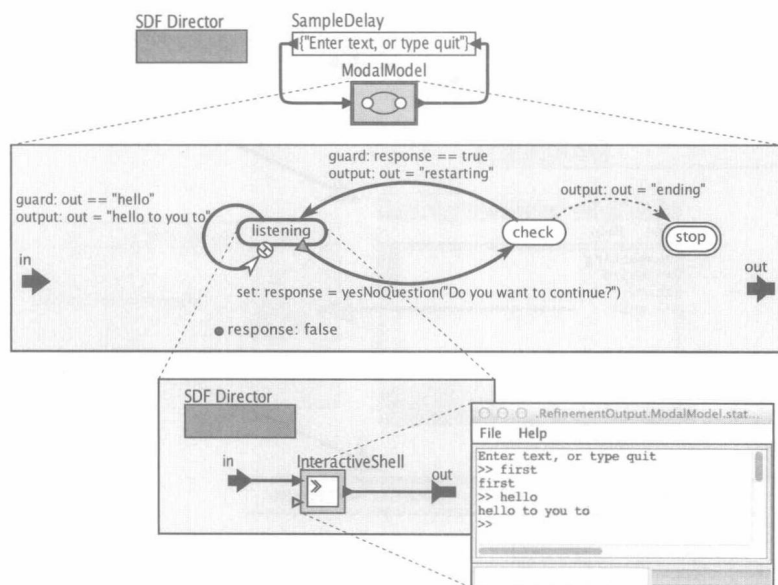 SDF Director
SampleDelay
{"Enter text, or type quit"}
ModalModel
guard: response == true
output: out = "restarting"
guard: out == "hello"
output: out = "hello to you to"
output: out = "ending"
listening
check
stop
in
out
set: response = yesNoQuestion("Do you want to continue?")
response: false
SDF Director
in
InteractiveShell
out
.RefinementOutput.ModalModel.stat...
File Help
Enter text, or type quit
>> first
first
>> hello
hello to you to
>>